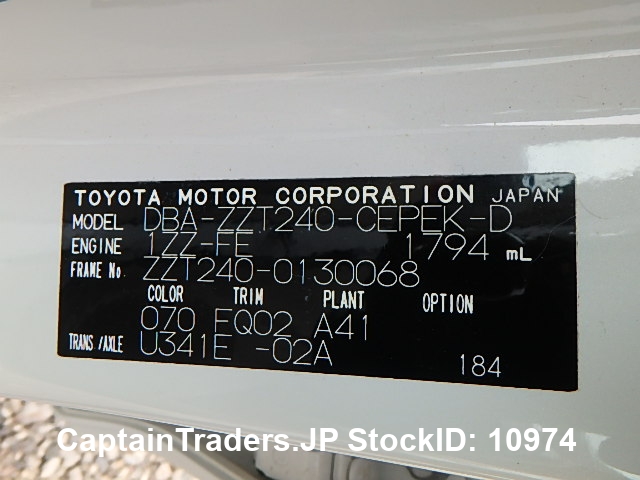 TOYOTA MOTOR CORPORATION JAPAN
MODEL DBA-ZZT240-CEPEK-D
ENGINE 1ZZ-FE 1794 mL
FRAME No. ZZT240-0130068
COLOR TRIM PLANT OPTION
070 FQ02 A41
TRANS/AXLE U341E -02A
184
CaptainTraders.JP StockID: 10974